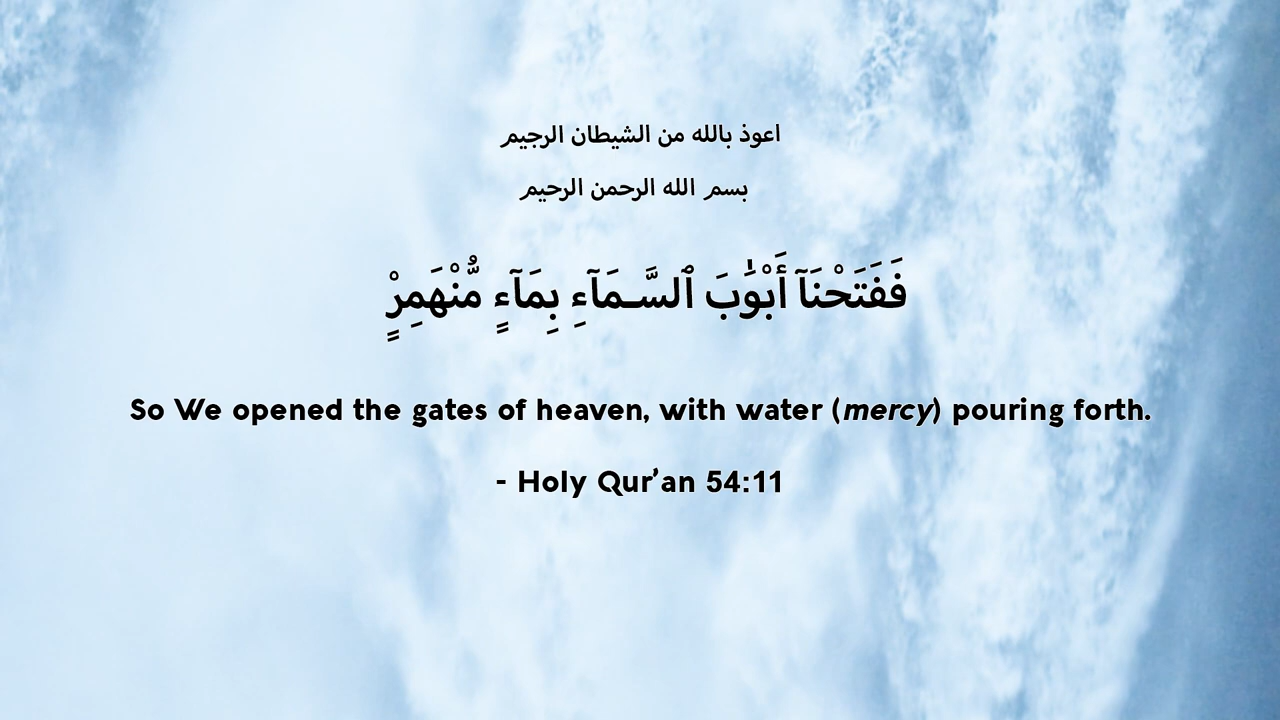 اعوذ بالله من الشيطان الرجيم
بسم الله الرحمن الرحيم
فَفَتَحْنَآ أَبْوَٰبَ ٱلسَّـمَآءِ بِمَآءٍ مُّنْهَمِرٍْ
So We opened the gates of heaven, with water (mercy) pouring forth.
- Holy Qur’an 54:11